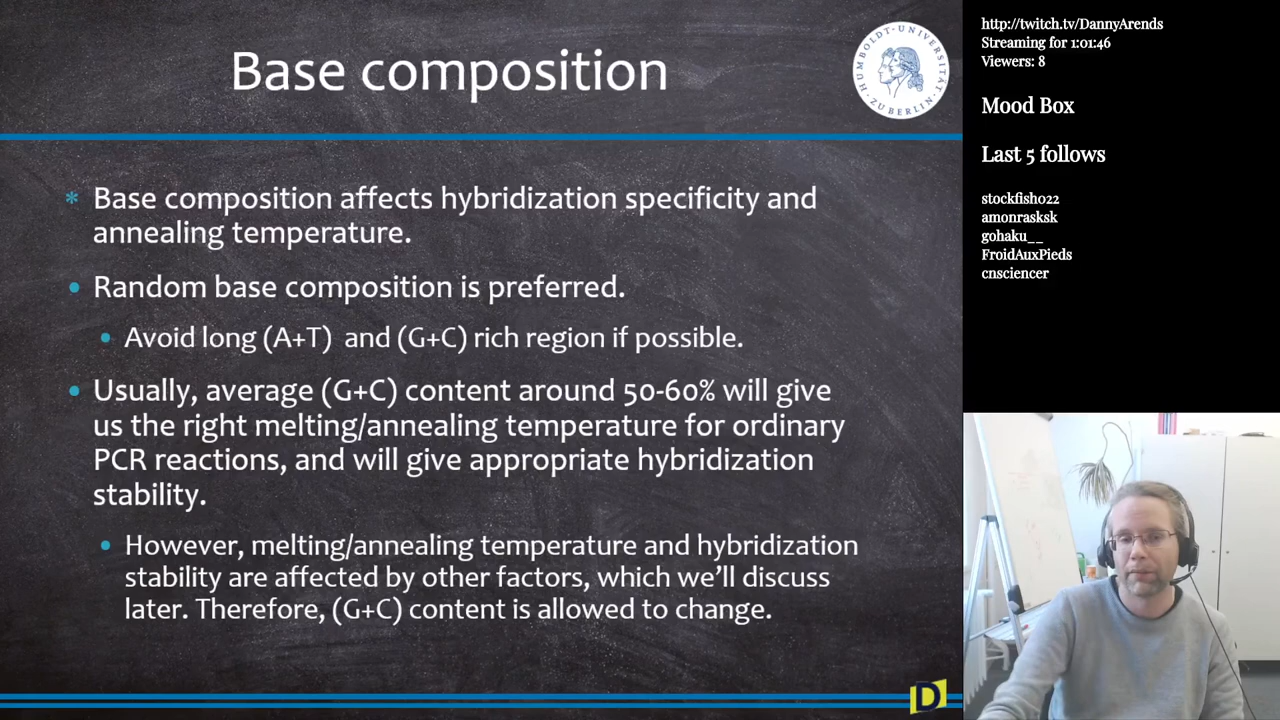 Base composition
HUMBOLDT-UNIVERSITÄT ZU BERLIN
* Base composition affects hybridization specificity and
annealing temperature.
• Random base composition is preferred.
• Avoid long (A+T) and (G+C) rich region if possible.
• Usually, average (G+C) content around 50-60% will give
us the right melting/annealing temperature for ordinary
PCR reactions, and will give appropriate hybridization
stability.
• However, melting/annealing temperature and hybridization
stability are affected by other factors, which we’ll discuss
later. Therefore, (G+C) content is allowed to change.
D
http://twitch.tv/DannyArends
Streaming for 1:01:46
Viewers: 8
Mood Box
Last 5 follows
stockfish022
amonrasksk
gohaku__
FroidAuxPieds
cnsciencer